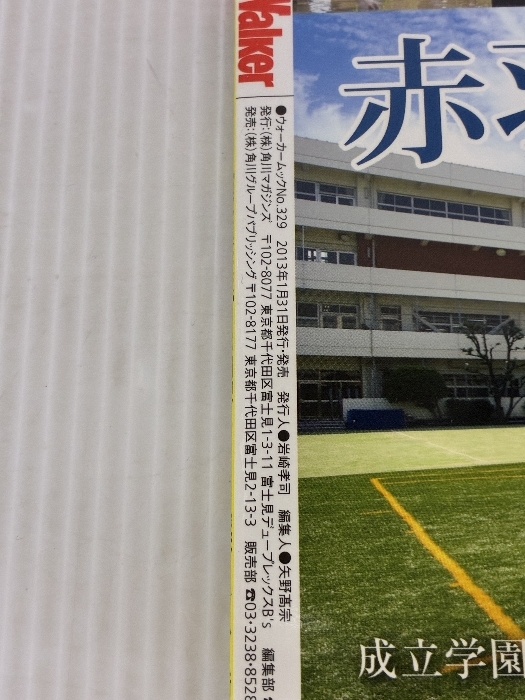 Walker
●ウォーカームックNo.329　2013年1月31日発行・発売　発行人●岩崎孝司　編集人●矢野高宗
発行:(株)角川マガジンズ　〒102-8077 東京都千代田区富士見1-3-11 富士見デュープレックスB's　編集部
発売:(株)角川グループパブリッシング 〒102-8177 東京都千代田区富士見2-13-3　販売部 ☎03・3238・8528
赤
成立学園